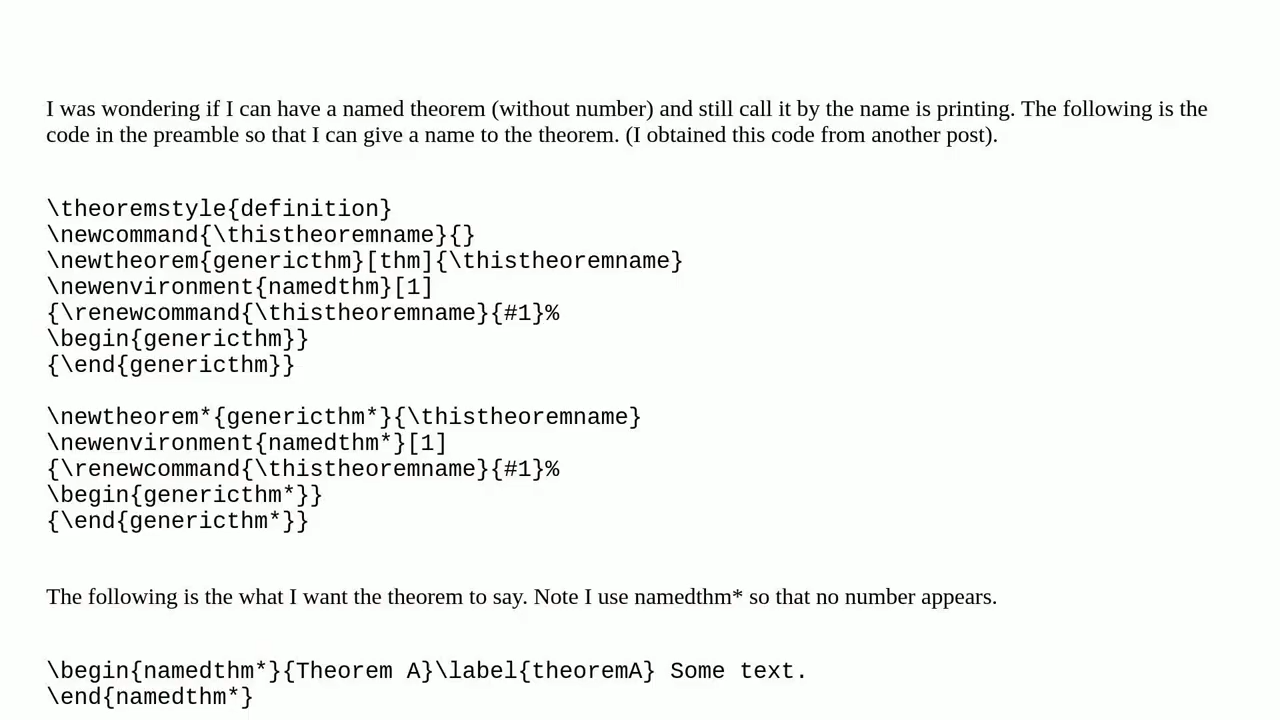 I was wondering if I can have a named theorem (without number) and still call it by the name is printing. The following is the
code in the preamble so that I can give a name to the theorem. (I obtained this code from another post).
\theoremstyle{definition}
\newcommand{\thistheoremname}{}
\newtheorem{genericthm}[thm]{\thistheoremname}
\newenvironment{namedthm}[1]
{\renewcommand{\thistheoremname}{#1}%
\begin{genericthm}}
{\end{genericthm}}
\newtheorem*{genericthm*}{\thistheoremname}
\newenvironment{namedthm*}[1]
{\renewcommand{\thistheoremname}{#1}%
\begin{genericthm*}}
{\end{genericthm*}}
The following is the what I want the theorem to say. Note I use namedthm* so that no number appears.
\begin{namedthm*}{Theorem A}\label{theoremA} Some text.
\end{namedthm*}